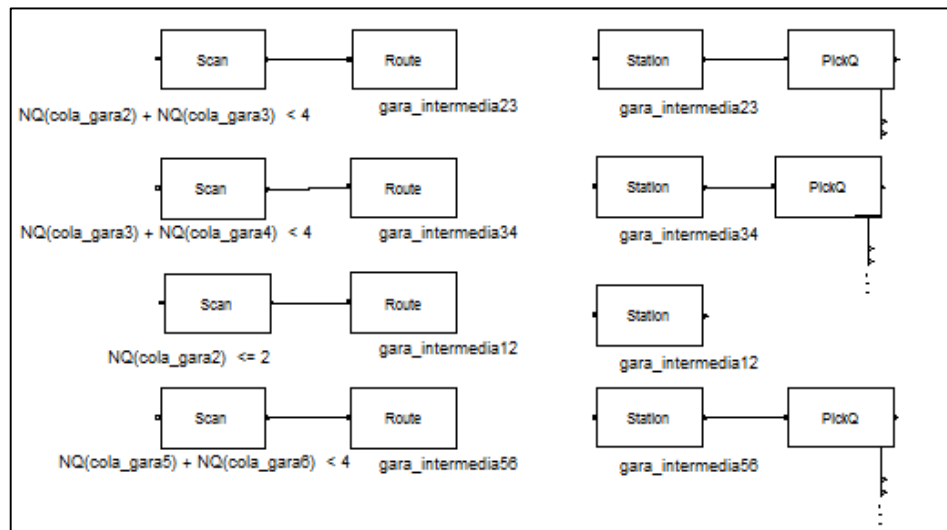 Scan Route Station PickQ
NQ(cola_gara2) + NQ(cola_gara3) < 4 gara_intermedia23 gara_intermedia23
Scan Route Station PickQ
NQ(cola_gara3) + NQ(cola_gara4) < 4 gara_intermedia34 gara_intermedia34
Scan Route Station
NQ(cola_gara2) <= 2 gara_intermedia12 gara_intermedia12
Scan Route Station PickQ
NQ(cola_gara5) + NQ(cola_gara6) < 4 gara_intermedia56 gara_intermedia56